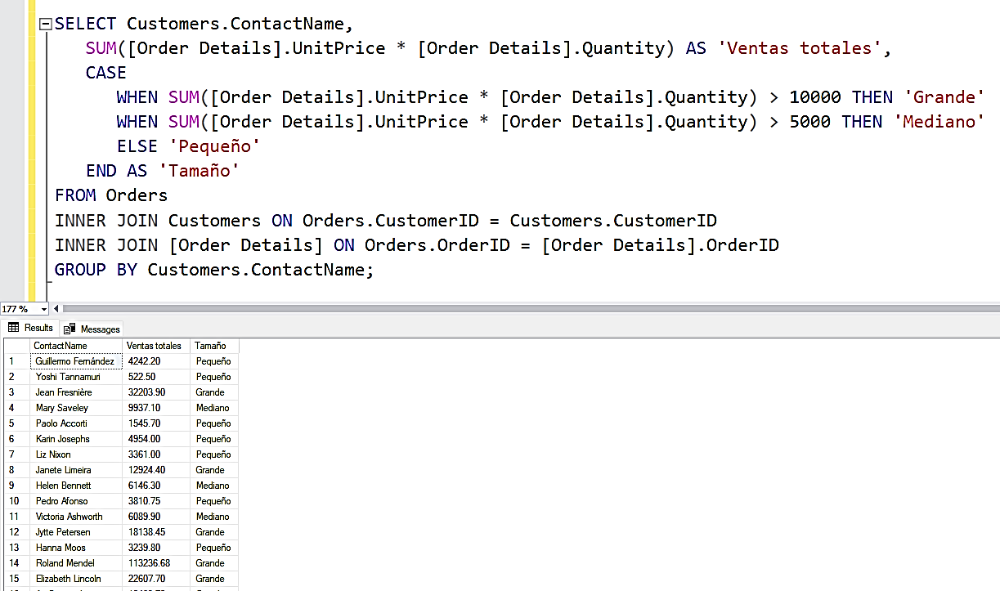 SELECT Customers.ContactName,
SUM([Order Details].UnitPrice * [Order Details].Quantity) AS 'Ventas totales',
CASE
WHEN SUM([Order Details].UnitPrice * [Order Details].Quantity) > 10000 THEN 'Grande'
WHEN SUM([Order Details].UnitPrice * [Order Details].Quantity) > 5000 THEN 'Mediano'
ELSE 'Pequeño'
END AS 'Tamaño'
FROM Orders
INNER JOIN Customers ON Orders.CustomerID = Customers.CustomerID
INNER JOIN [Order Details] ON Orders.OrderID = [Order Details].OrderID
GROUP BY Customers.ContactName;
177 %
Results Messages
ContactName Ventas totales Tamaño
1 Guillermo Fernández 4242.20 Pequeño
2 Yoshi Tannamuri 522.50 Pequeño
3 Jean Fresnière 32203.90 Grande
4 Mary Saveley 9937.10 Mediano
5 Paolo Accorti 1545.70 Pequeño
6 Karin Josephs 4954.00 Pequeño
7 Liz Nixon 3361.00 Pequeño
8 Janete Limeira 12924.40 Grande
9 Helen Bennett 6146.30 Mediano
10 Pedro Afonso 3810.75 Pequeño
11 Victoria Ashworth 6089.90 Mediano
12 Jytte Petersen 18138.45 Grande
13 Hanna Moos 3239.80 Pequeño
14 Roland Mendel 113236.68 Grande
15 Elizabeth Lincoln 22607.70 Grande